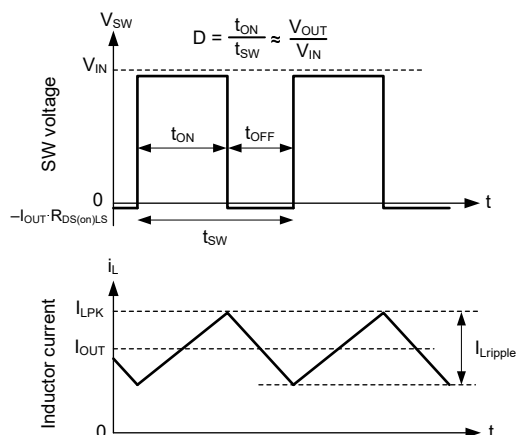 V_SW
D = t_ON / t_SW ≈ V_OUT / V_IN
V_IN
SW voltage
t_ON
t_OFF
0
t
–I_OUT·R_DS(on)LS
t_SW
i_L
I_LPK
I_OUT
Inductor current
I_Lripple
0
t